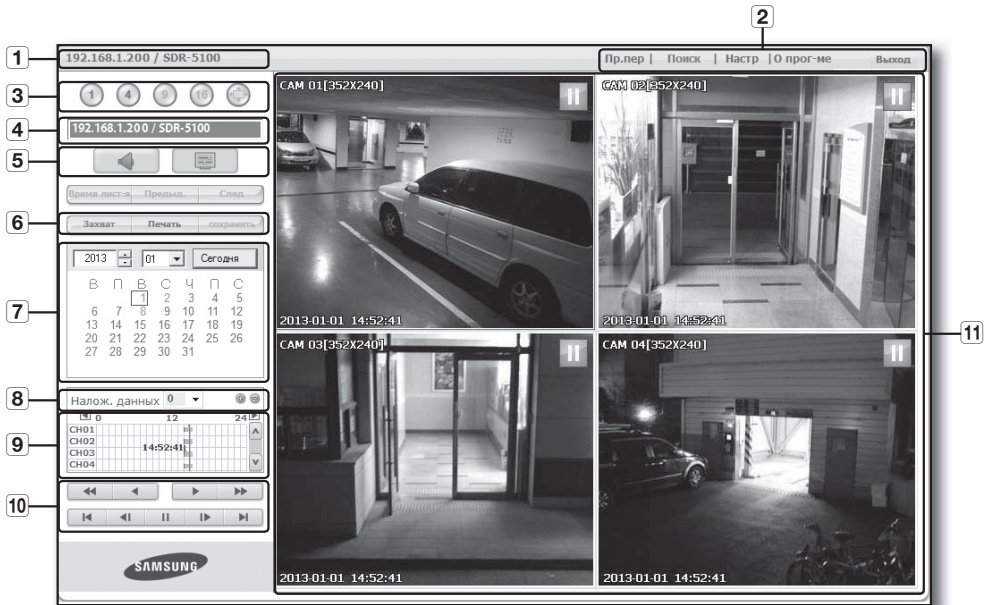 2
1
192.168.1.200 / SDR-5100
Пр.пер | Поиск | Настр | О прог-ме Выход
3
1 4 9 16
4
192.168.1.200 / SDR-5100
5
Время лист-я Предыд. След
6
Захват Печать сохранить
7
2013 01 Сегодня
В П В С Ч П С
1 2 3 4 5
6 7 8 9 10 11 12
13 14 15 16 17 18 19
20 21 22 23 24 25 26
27 28 29 30 31
8
Налож. данных 0
9
0 12 24
CH01
CH02
CH03
CH04
14:52:41
10
SAMSUNG
CAM 01[352X240]
2013-01-01 14:52:41
CAM 02[352X240]
2013-01-01 14:52:41
11
CAM 03[352X240]
2013-01-01 14:52:41
CAM 04[352X240]
2013-01-01 14:52:41